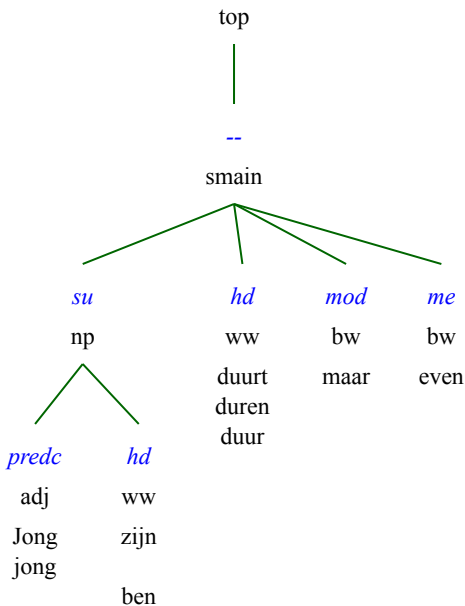 top
--
smain
su hd mod me
np ww bw bw
duurt maar even
duren
duur
predc hd
adj ww
Jong zijn
jong
ben